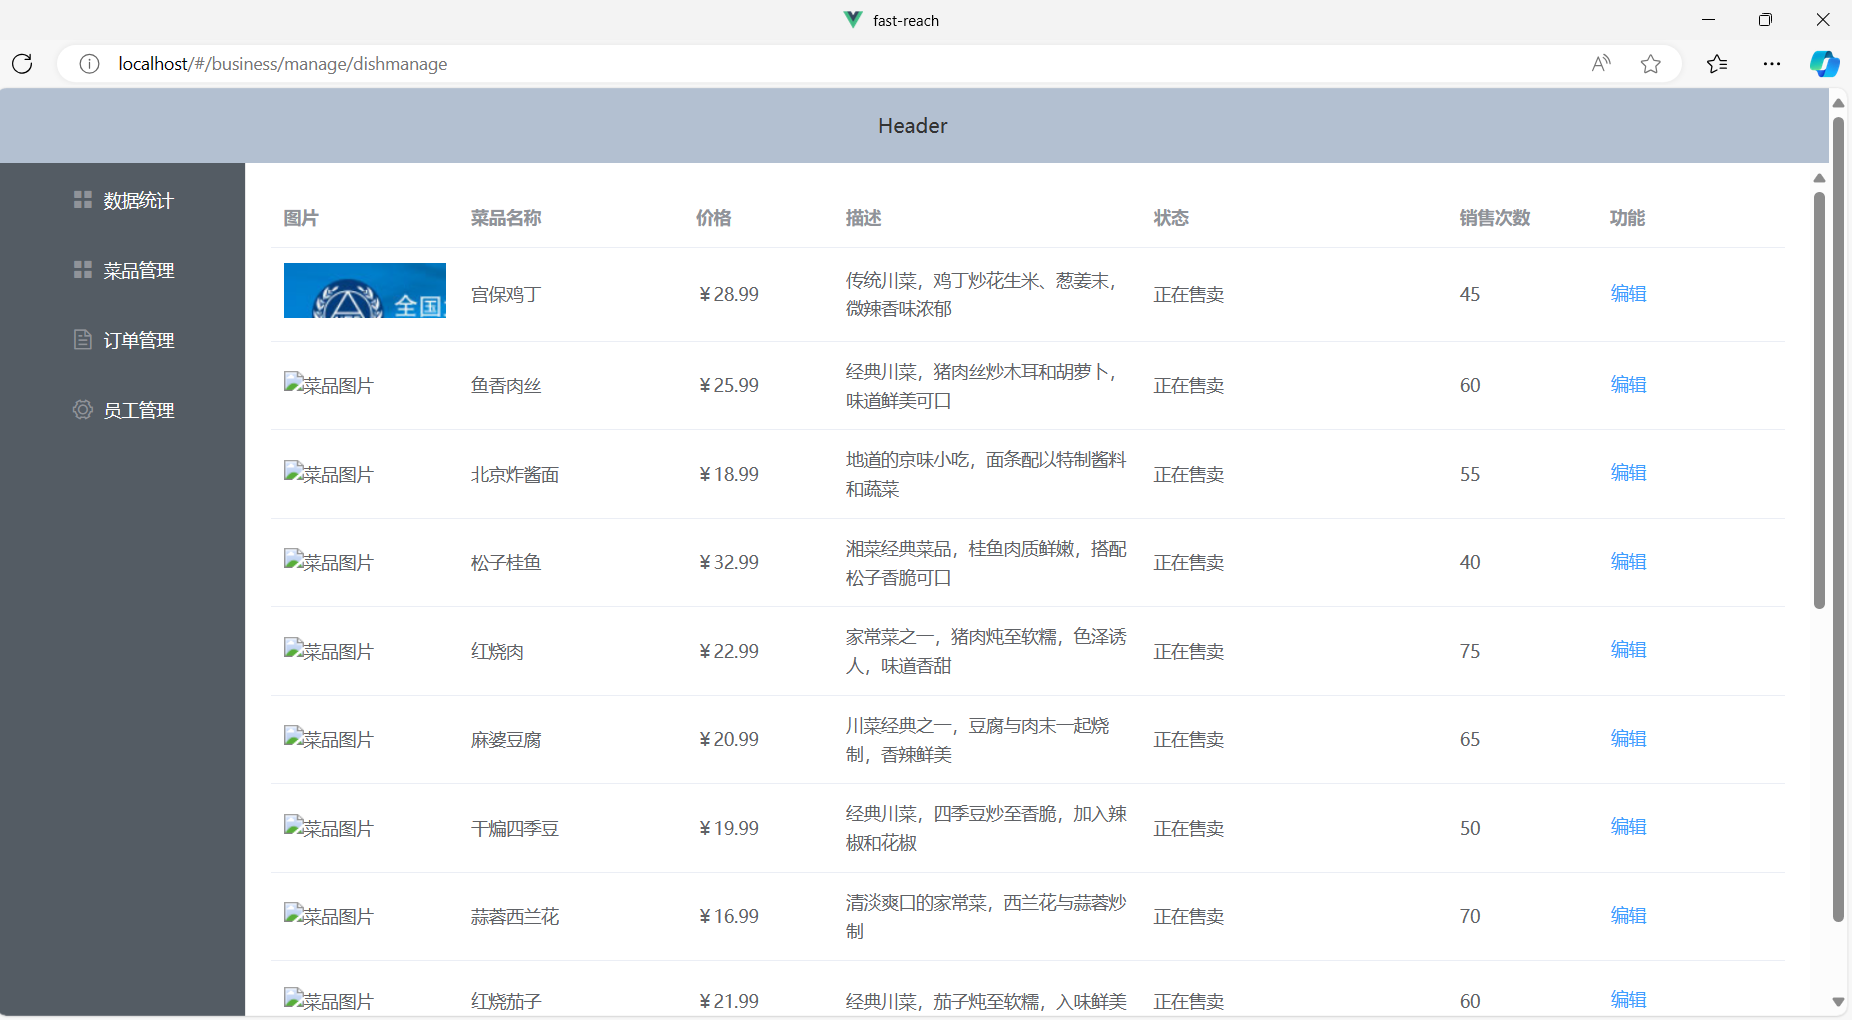 fast-reach
localhost/#/business/manage/dishmanage
Header
数据统计
菜品管理
订单管理
员工管理
图片 菜品名称 价格 描述 状态 销售次数 功能
全国 宫保鸡丁 ¥28.99 传统川菜，鸡丁炒花生米、葱姜末，
微辣香味浓郁 正在售卖 45 编辑
菜品图片 鱼香肉丝 ¥25.99 经典川菜，猪肉丝炒木耳和胡萝卜，
味道鲜美可口 正在售卖 60 编辑
菜品图片 北京炸酱面 ¥18.99 地道的京味小吃，面条配以特制酱料
和蔬菜 正在售卖 55 编辑
菜品图片 松子桂鱼 ¥32.99 湘菜经典菜品，桂鱼肉质鲜嫩，搭配
松子香脆可口 正在售卖 40 编辑
菜品图片 红烧肉 ¥22.99 家常菜之一，猪肉炖至软糯，色泽诱
人，味道香甜 正在售卖 75 编辑
菜品图片 麻婆豆腐 ¥20.99 川菜经典之一，豆腐与肉末一起烧
制，香辣鲜美 正在售卖 65 编辑
菜品图片 干煸四季豆 ¥19.99 经典川菜，四季豆炒至香脆，加入辣
椒和花椒 正在售卖 50 编辑
菜品图片 蒜蓉西兰花 ¥16.99 清淡爽口的家常菜，西兰花与蒜蓉炒
制 正在售卖 70 编辑
菜品图片 红烧茄子 ¥21.99 经典川菜，茄子炖至软糯，入味鲜美 正在售卖 60 编辑